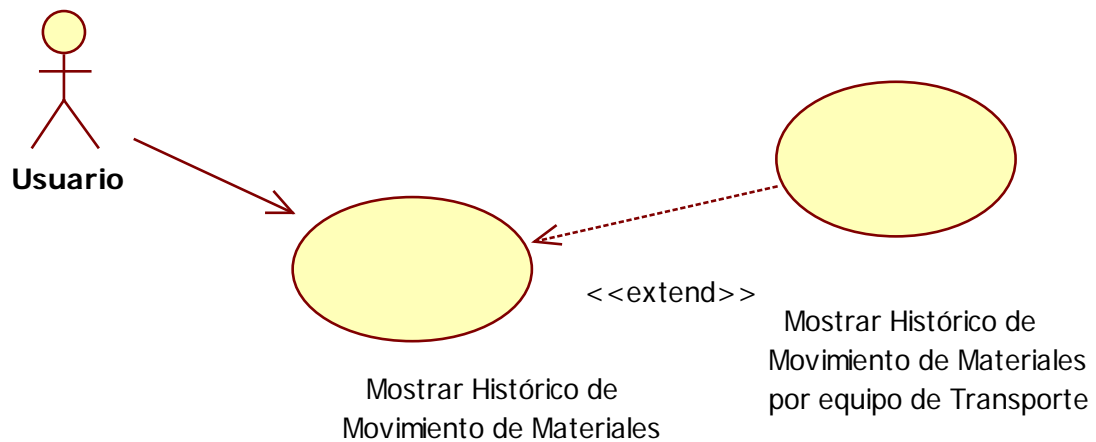 Usuario
<<extend>>
Mostrar Histórico de
Movimiento de Materiales
por equipo de Transporte
Mostrar Histórico de
Movimiento de Materiales